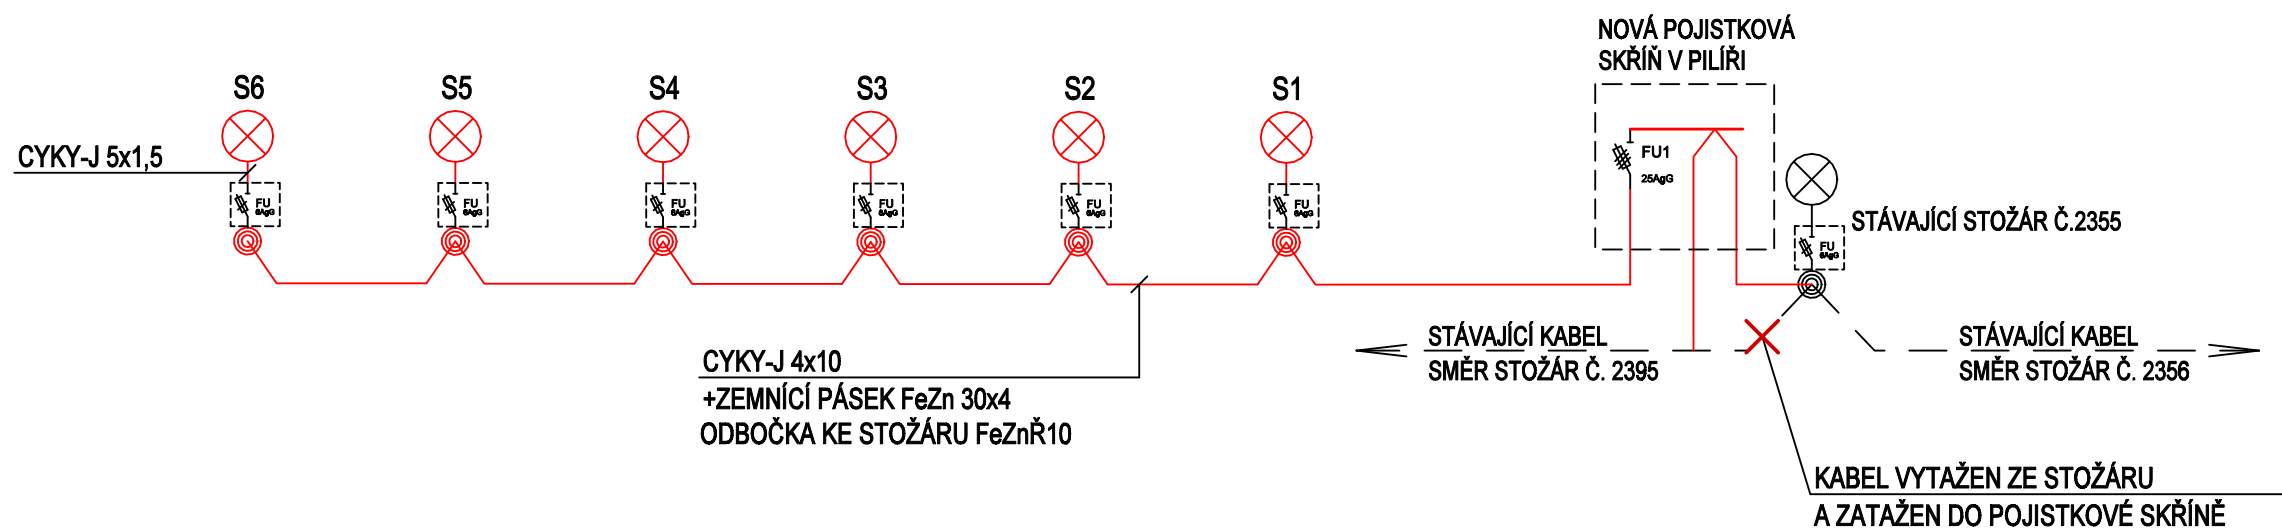 NOVÁ POJISTKOVÁ
SKŘÍŇ V PILÍŘI
S6
S5
S4
S3
S2
S1
CYKY-J 5x1,5
FU1
25AgG
FU
6AgG
FU
6AgG
FU
6AgG
FU
6AgG
FU
6AgG
FU
6AgG
STÁVAJÍCÍ STOŽÁR Č.2355
FU
6AgG
STÁVAJÍCÍ KABEL
SMĚR STOŽÁR Č. 2395
STÁVAJÍCÍ KABEL
SMĚR STOŽÁR Č. 2356
CYKY-J 4x10
+ZEMNÍCÍ PÁSEK FeZn 30x4
ODBOČKA KE STOŽÁRU FeZnŘ10
KABEL VYTAŽEN ZE STOŽÁRU
A ZATAŽEN DO POJISTKOVÉ SKŘÍNĚ